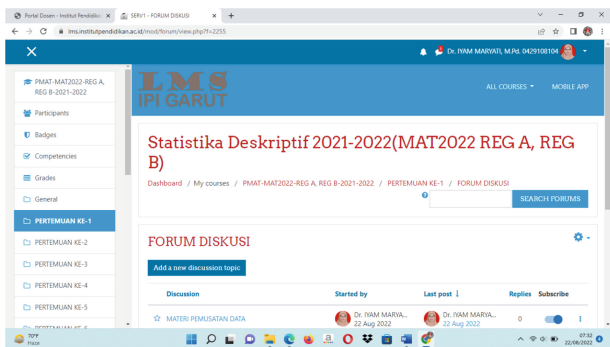 Portal Dosen - Institut Pendidika
SERV1 - FORUM DISKUSI
lms.institutpendidikan.ac.id/mod/forum/view.php?f=2255
Dr. IYAM MARYATI, M.Pd. 0429108104
PMAT-MAT2022-REG A,
REG B-2021-2022
Participants
Badges
Competencies
Grades
General
PERTEMUAN KE-1
PERTEMUAN KE-2
PERTEMUAN KE-3
PERTEMUAN KE-4
PERTEMUAN KE-5
LMS
IPI GARUT
ALL COURSES
MOBILE APP
Statistika Deskriptif 2021-2022(MAT2022 REG A, REG
B)
Dashboard / My courses / PMAT-MAT2022-REG A, REG B-2021-2022 / PERTEMUAN KE-1 / FORUM DISKUSI
SEARCH FORUMS
FORUM DISKUSI
Add a new discussion topic
Discussion Started by Last post Replies Subscribe
MATERI PEMUSATAN DATA Dr. IYAM MARYA... Dr. IYAM MARYA... 0
22 Aug 2022 22 Aug 2022
70°F
Haze
07:32
22/08/2022